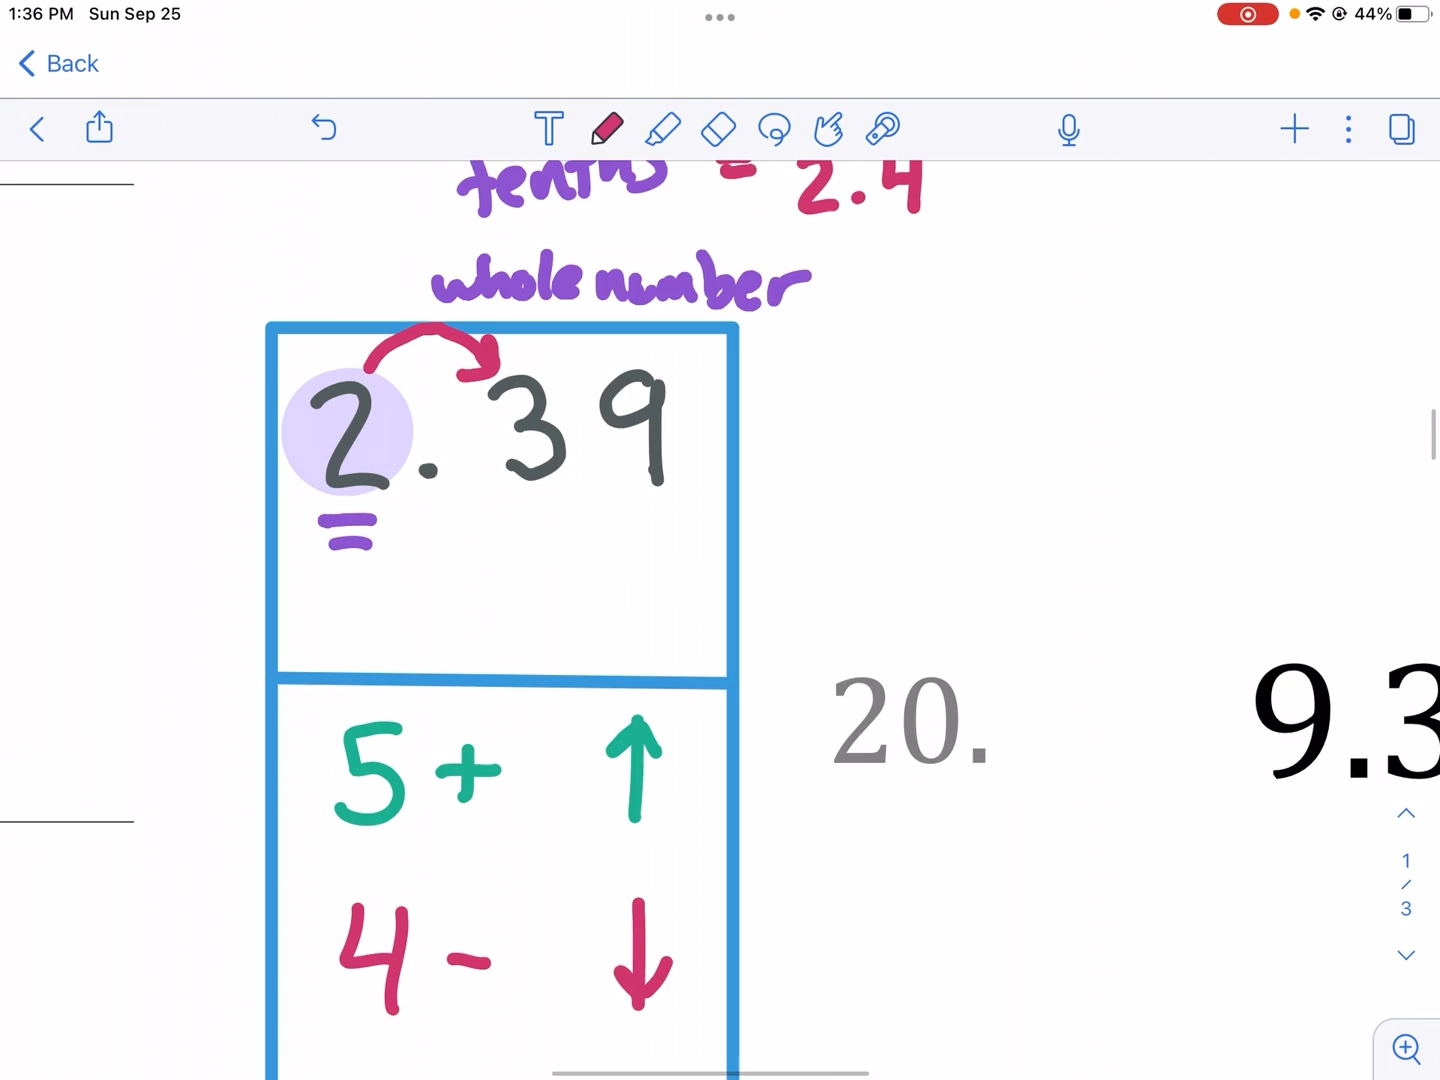 1:36 PM Sun Sep 25
44%
Back
T
tenths = 2.4
whole number
2.39
5+ ↑
20.
9.3
4- ↓
1
/
3